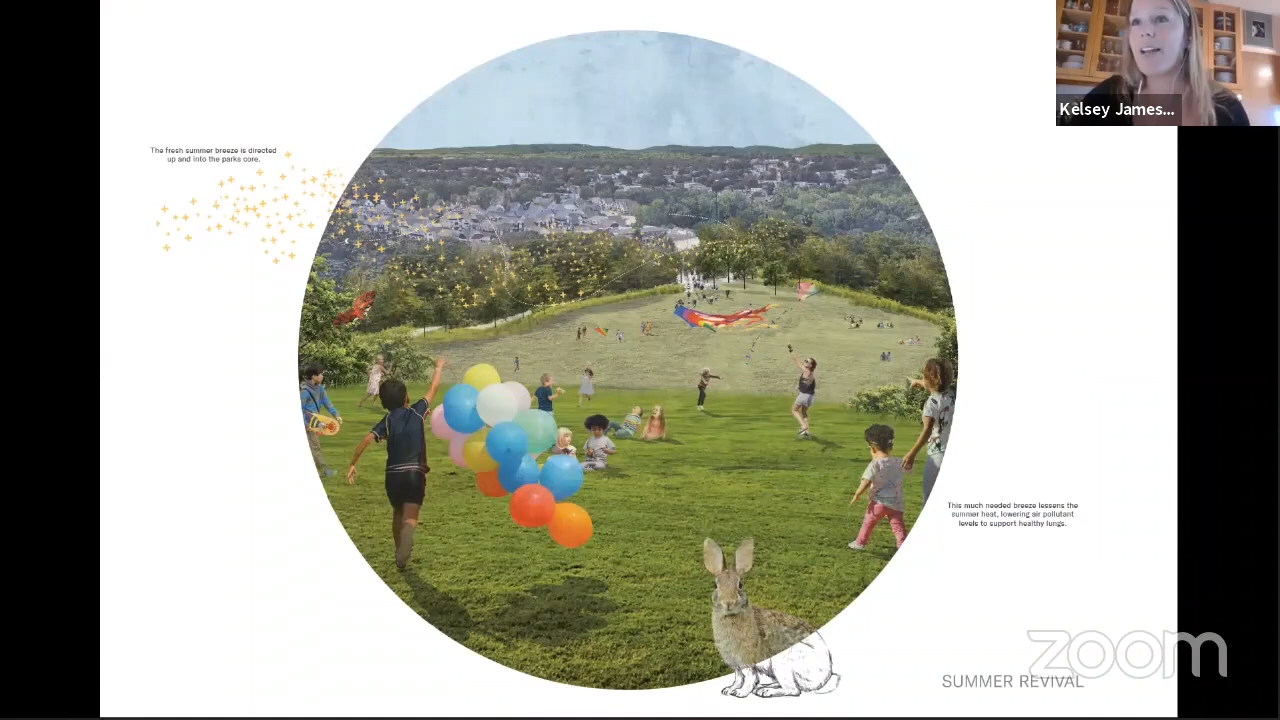 Kelsey James...
The fresh summer breeze is directed
up and into the parks core.
This much needed breeze lessens the
summer heat, lowering air pollutant
levels to support healthy lungs.
zoom
SUMMER REVIVAL